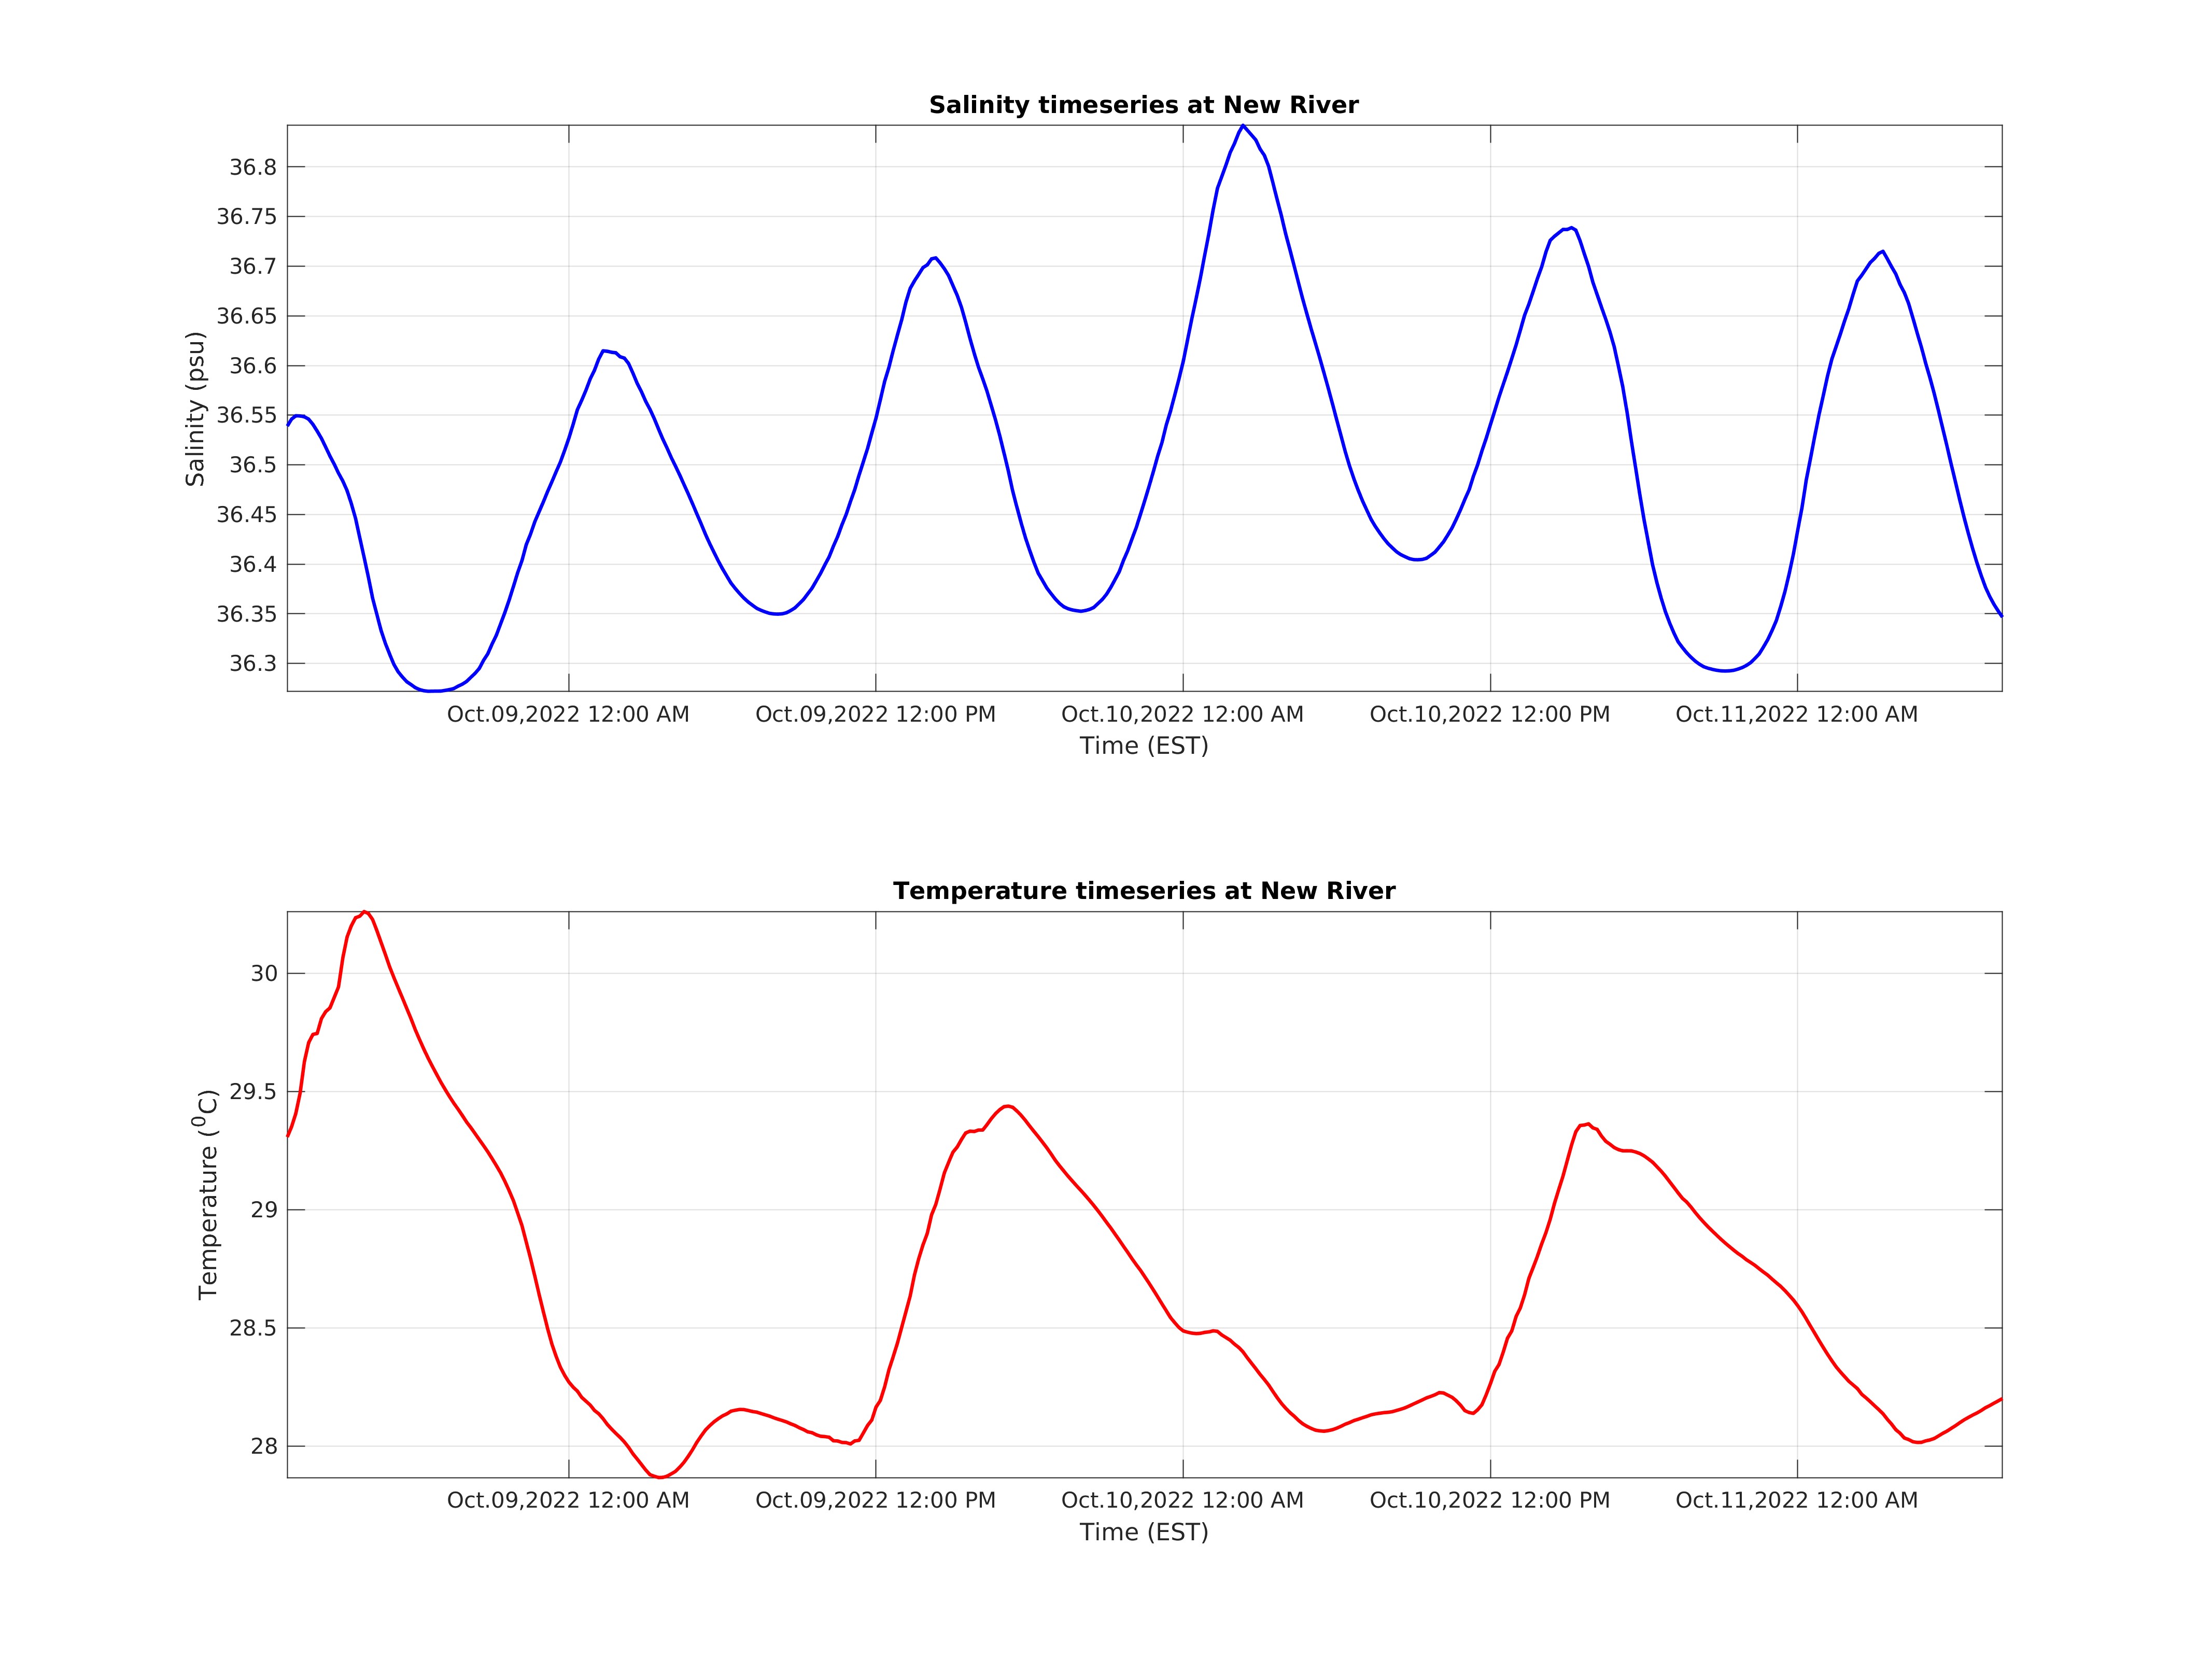 Salinity timeseries at New River
36.8
36.75
36.7
36.65
36.6
36.55
36.5
36.45
36.4
36.35
36.3
Salinity (psu)
Oct.09,2022 12:00 AM Oct.09,2022 12:00 PM Oct.10,2022 12:00 AM Oct.10,2022 12:00 PM Oct.11,2022 12:00 AM
Time (EST)
Temperature timeseries at New River
30
29.5
29
28.5
28
Temperature (⁰C)
Oct.09,2022 12:00 AM Oct.09,2022 12:00 PM Oct.10,2022 12:00 AM Oct.10,2022 12:00 PM Oct.11,2022 12:00 AM
Time (EST)